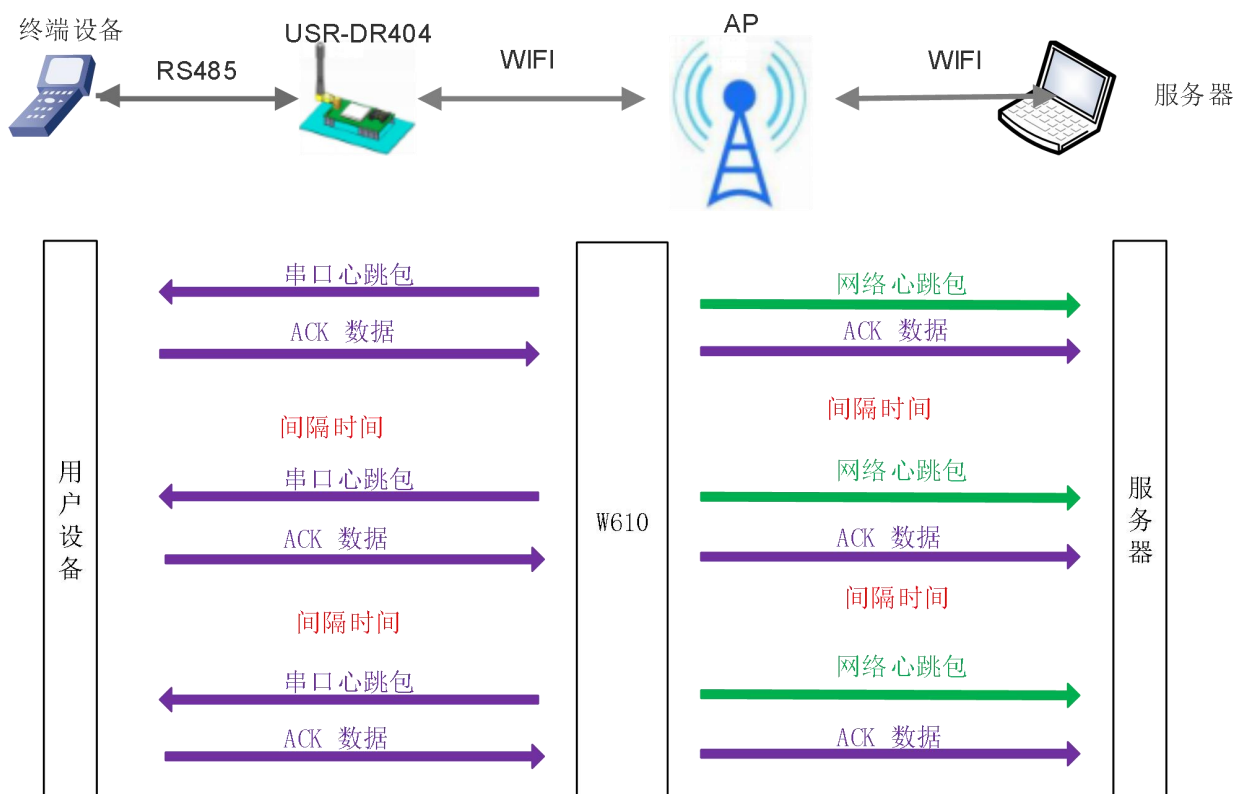 终端设备
USR-DR404
AP
RS485
WIFI
WIFI
服务器
串口心跳包
网络心跳包
ACK 数据
ACK 数据
间隔时间
间隔时间
串口心跳包
网络心跳包
用户设备
W610
服务器
ACK 数据
ACK 数据
间隔时间
间隔时间
串口心跳包
网络心跳包
ACK 数据
ACK 数据